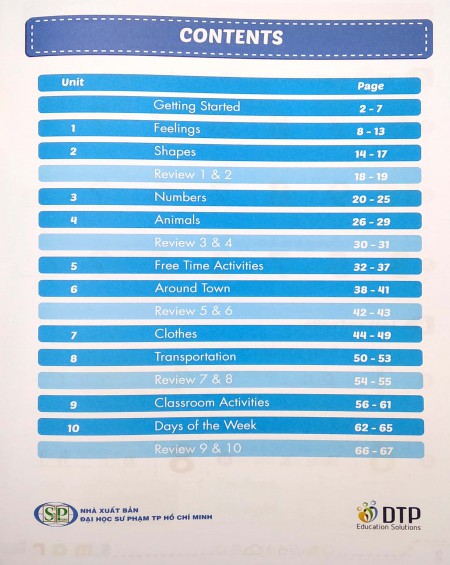 CONTENTS
Unit Page
Getting Started 2 - 7
1 Feelings 8 - 13
2 Shapes 14 - 17
Review 1 & 2 18 - 19
3 Numbers 20 - 25
4 Animals 26 - 29
Review 3 & 4 30 - 31
5 Free Time Activities 32 - 37
6 Around Town 38 - 41
Review 5 & 6 42 - 43
7 Clothes 44 - 49
8 Transportation 50 - 53
Review 7 & 8 54 - 55
9 Classroom Activities 56 - 61
10 Days of the Week 62 - 65
Review 9 & 10 66 - 67
SP
NHÀ XUẤT BẢN
ĐẠI HỌC SƯ PHẠM TP HỒ CHÍ MINH
DTP
Education Solutions